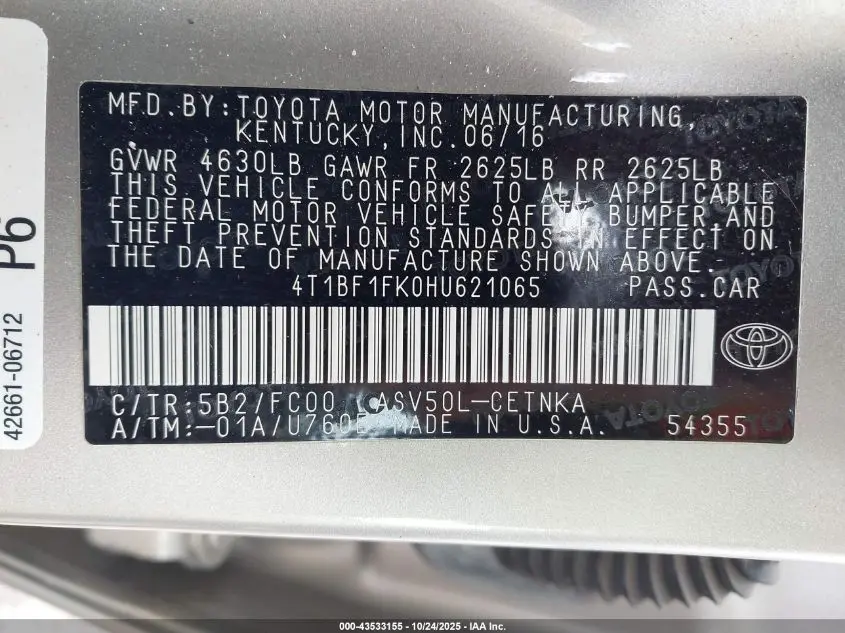 MFD.BY:TOYOTA MOTOR MANUFACTURING,
KENTUCKY, INC.06/16
GVWR 4630LB GAWR FR 2625LB RR 2625LB
THIS VEHICLE CONFORMS TO ALL APPLICABLE
FEDERAL MOTOR VEHICLE SAFETY, BUMPER,AND
THEFT PREVENTION STANDARDS IN EFFECT ON
THE DATE OF MANUFACTURE SHOWN ABOVE.
4T1BF1FK0HU621065 PASS.CAR
C/TR:5B2/FC00 ASV50L-CETNKA
A/TM:-01A/U760E MADE IN U.S.A. 54355
P6
42661-06712
000-43533155 - 10/24/2025 - IAA Inc.